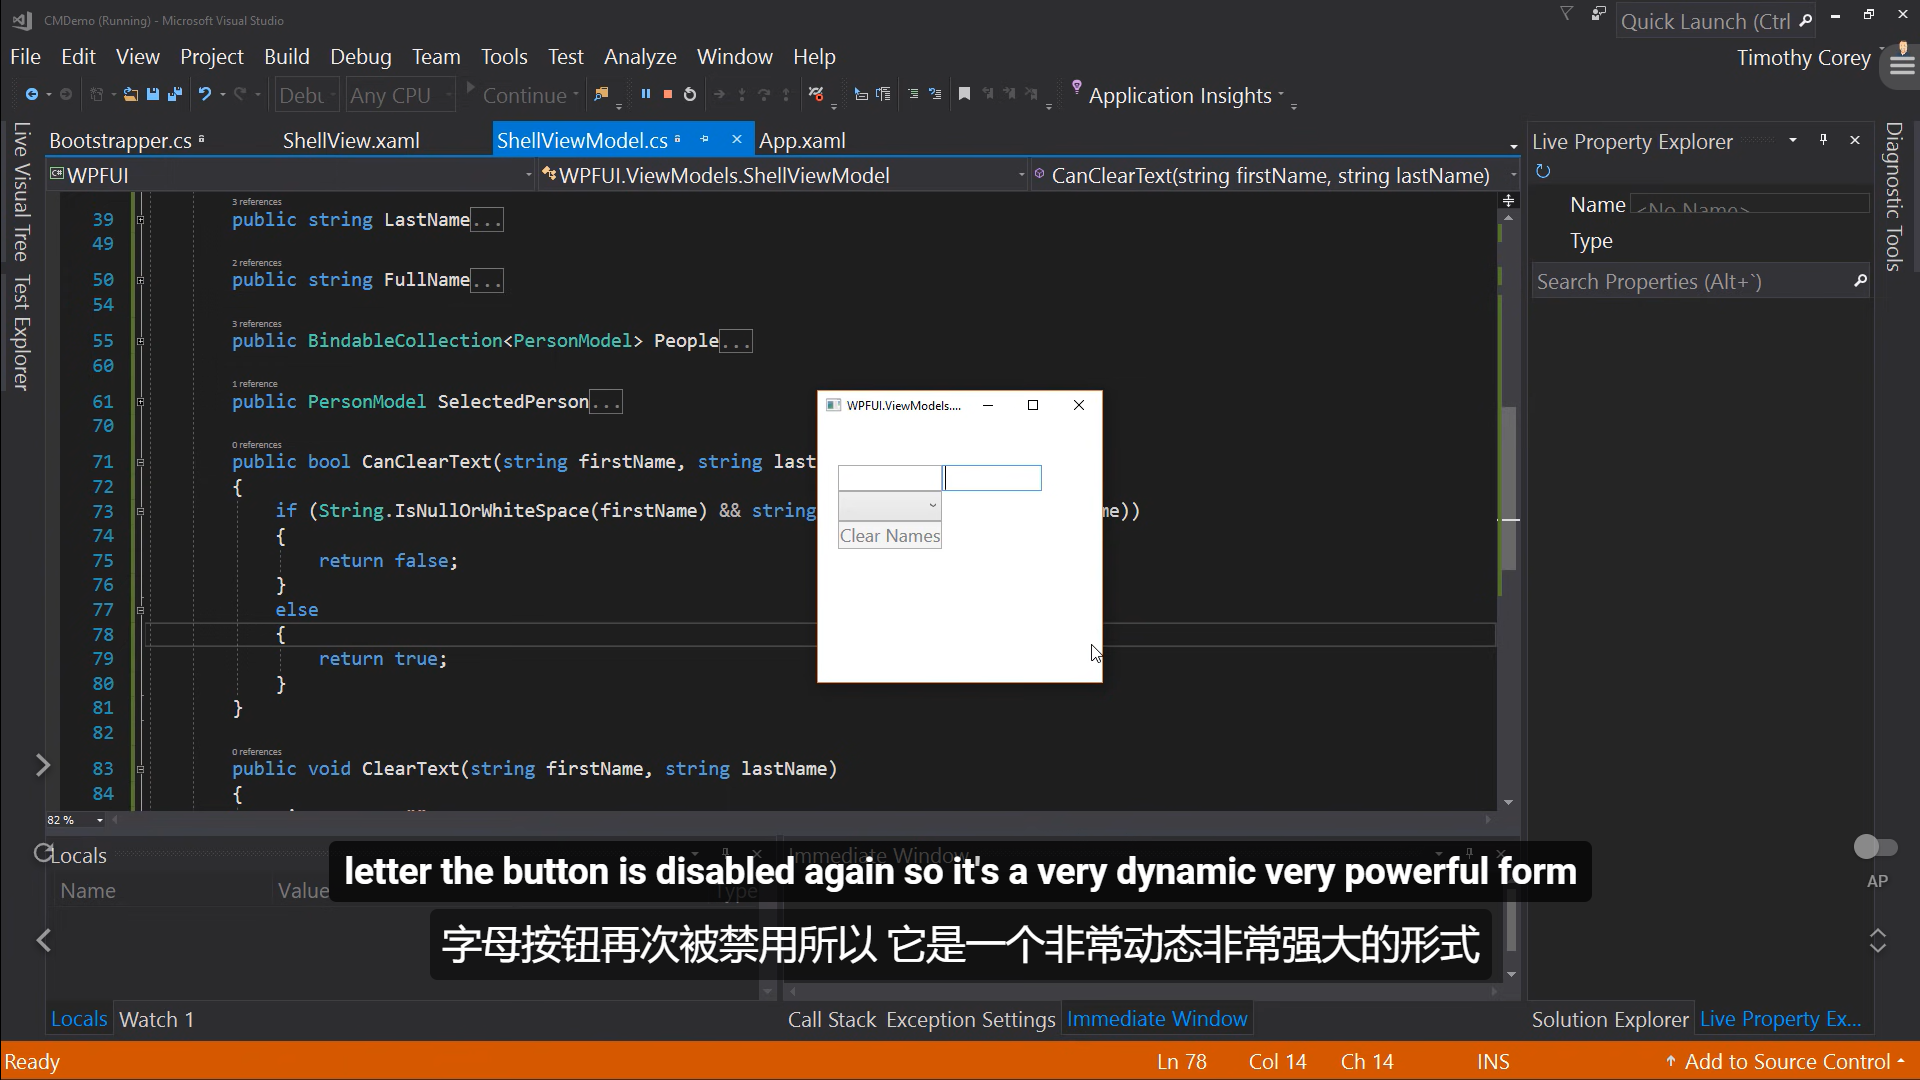 CMDemo (Running) - Microsoft Visual Studio
Quick Launch (Ctrl
File Edit View Project Build Debug Team Tools Test Analyze Window Help
Timothy Corey
Any CPU Continue Application Insights
Live Visual Tree
Test Explorer
Bootstrapper.cs ShellView.xaml ShellViewModel.cs App.xaml
WPFUI WPFUI.ViewModels.ShellViewModel CanClearText(string firstName, string lastName)
3 references
39 public string LastName...
49
2 references
50 public string FullName...
54
3 references
55 public BindableCollection<PersonModel> People...
60
1 reference
61 public PersonModel SelectedPerson...
70
0 references
71 public bool CanClearText(string firstName, string last
72 {
73 if (String.IsNullOrWhiteSpace(firstName) && string me))
74 {
75 return false;
76 }
77 else
78 {
79 return true;
80 }
81 }
82
0 references
83 public void ClearText(string firstName, string lastName)
84 {
82 %
WPFUI.ViewModels....
Clear Names
Live Property Explorer
Name <No Name>
Type
Search Properties (Alt+`)
Diagnostic Tools
Locals
Name Value Type
Immediate Window
letter the button is disabled again so it's a very dynamic very powerful form
字母按钮再次被禁用所以 它是一个非常动态非常强大的形式
AP
Locals Watch 1
Call Stack Exception Settings Immediate Window
Solution Explorer Live Property Ex...
Ready Ln 78 Col 14 Ch 14 INS Add to Source Control